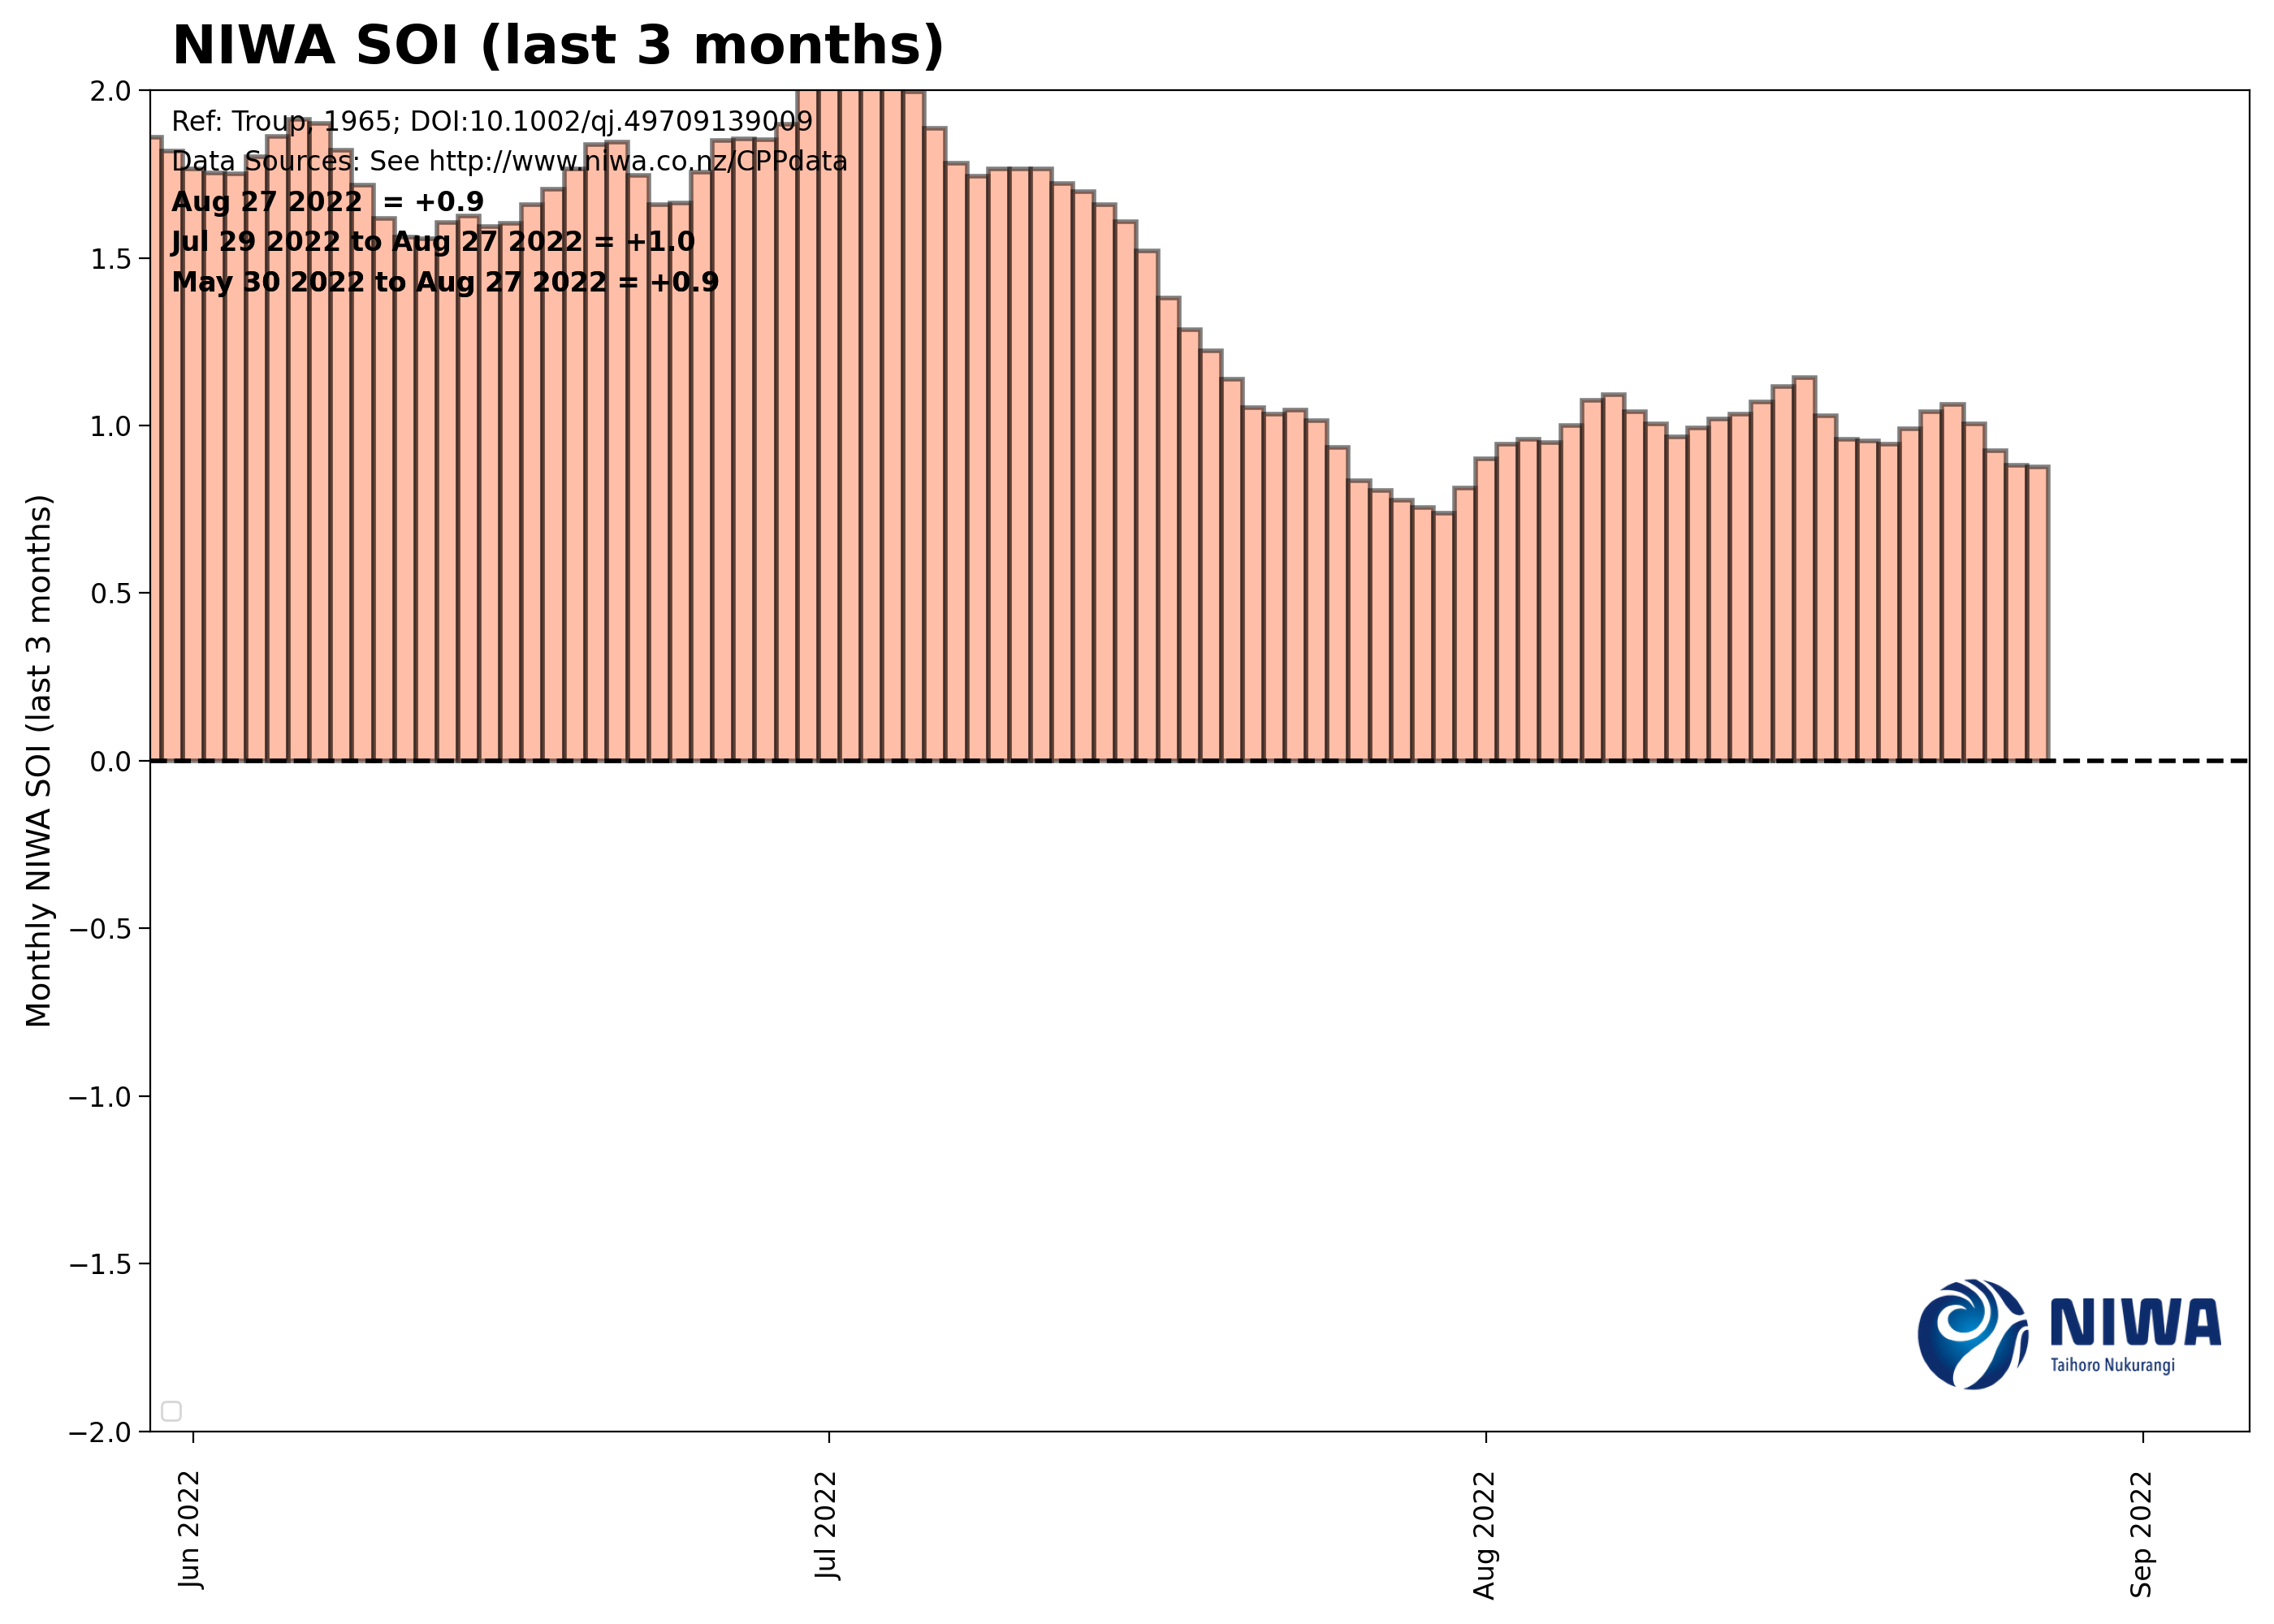 NIWA SOI (last 3 months)
Ref: Troup, 1965; DOI:10.1002/qj.49709139009
Data Sources: See http://www.niwa.co.nz/CPPdata
Aug 27 2022  = +0.9
Jul 29 2022 to Aug 27 2022 = +1.0
May 30 2022 to Aug 27 2022 = +0.9
Monthly NIWA SOI (last 3 months)
2.0
1.5
1.0
0.5
0.0
−0.5
−1.0
−1.5
−2.0
Jun 2022
Jul 2022
Aug 2022
Sep 2022
NIWA
Taihoro Nukurangi